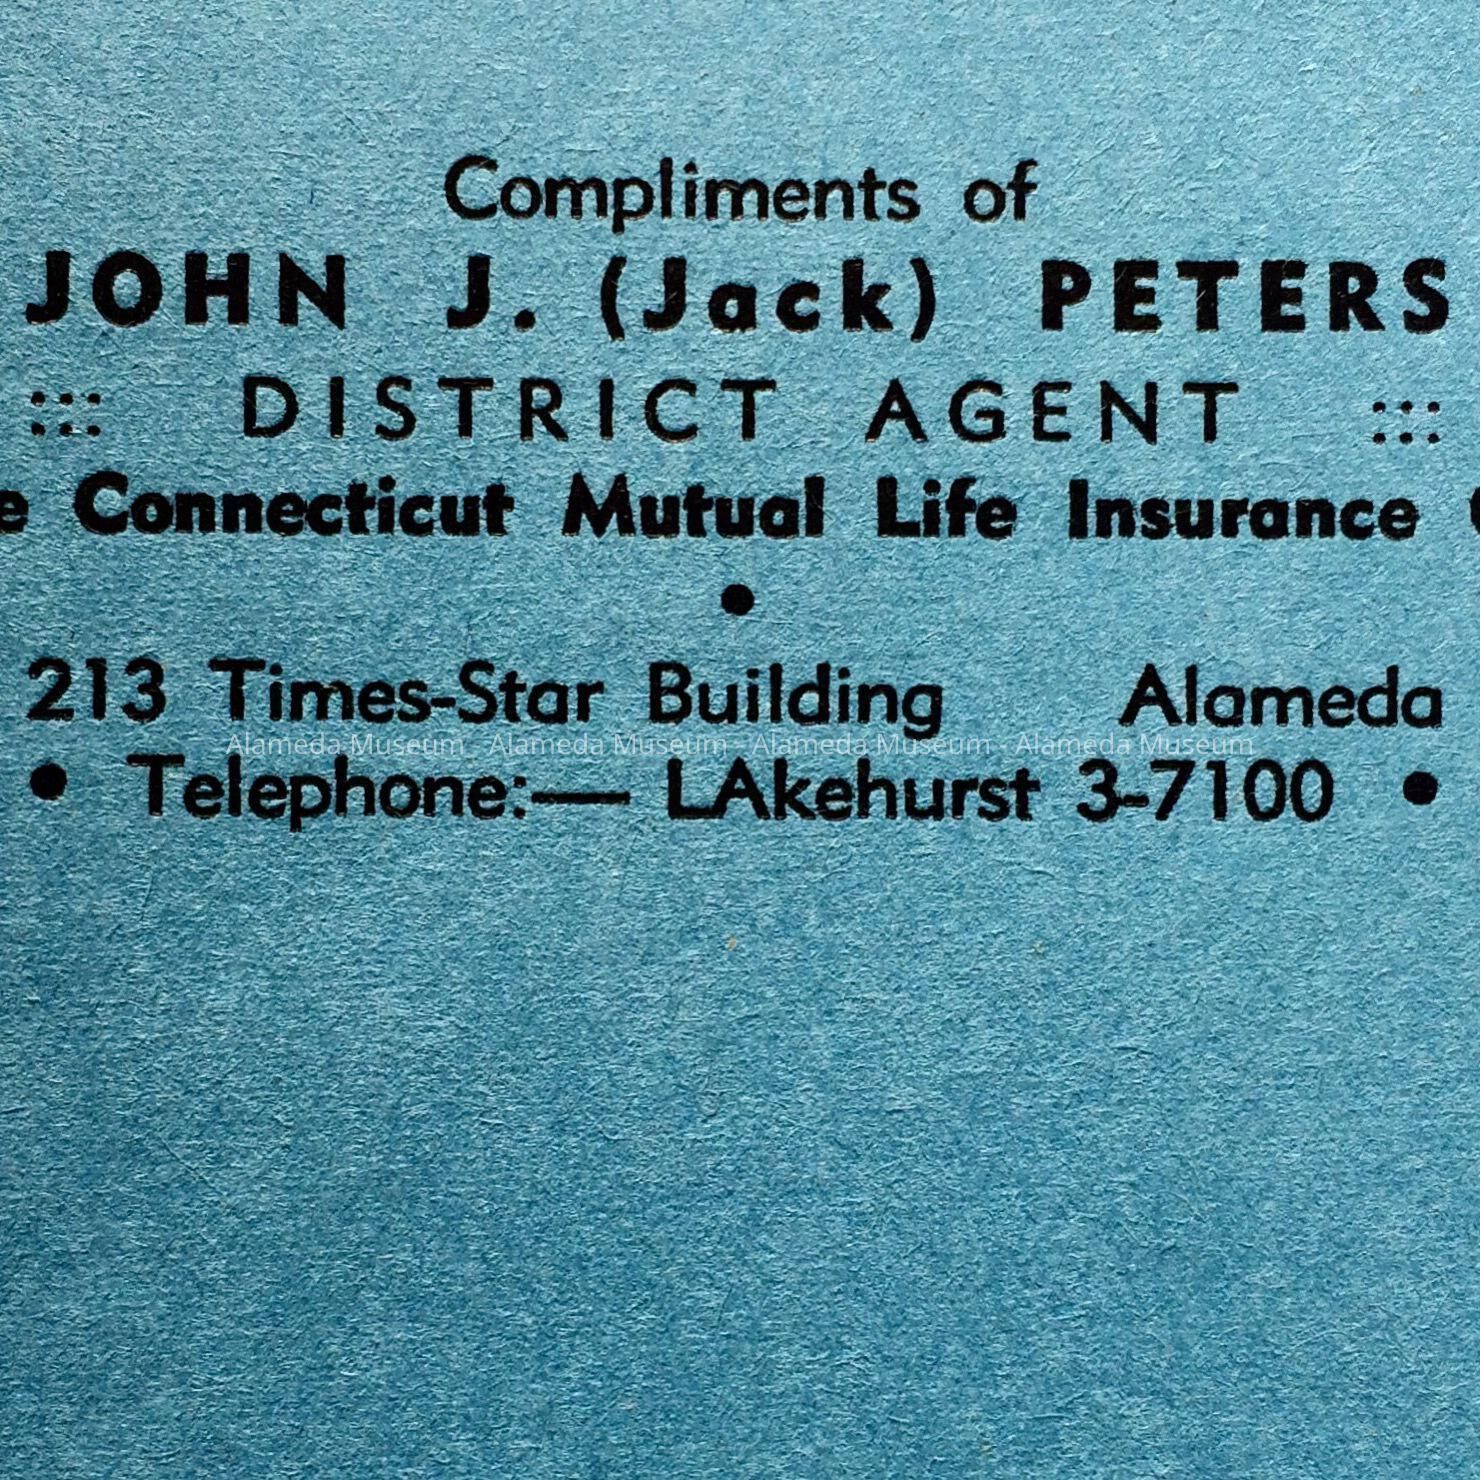 Compliments of
JOHN J. (Jack) PETERS
::: DISTRICT AGENT :::
Connecticut Mutual Life Insurance
•
213 Times-Star Building Alameda
Alameda Museum - Alameda Museum - Alameda Museum - Alameda Museum
• Telephone:— LAkehurst 3-7100 •